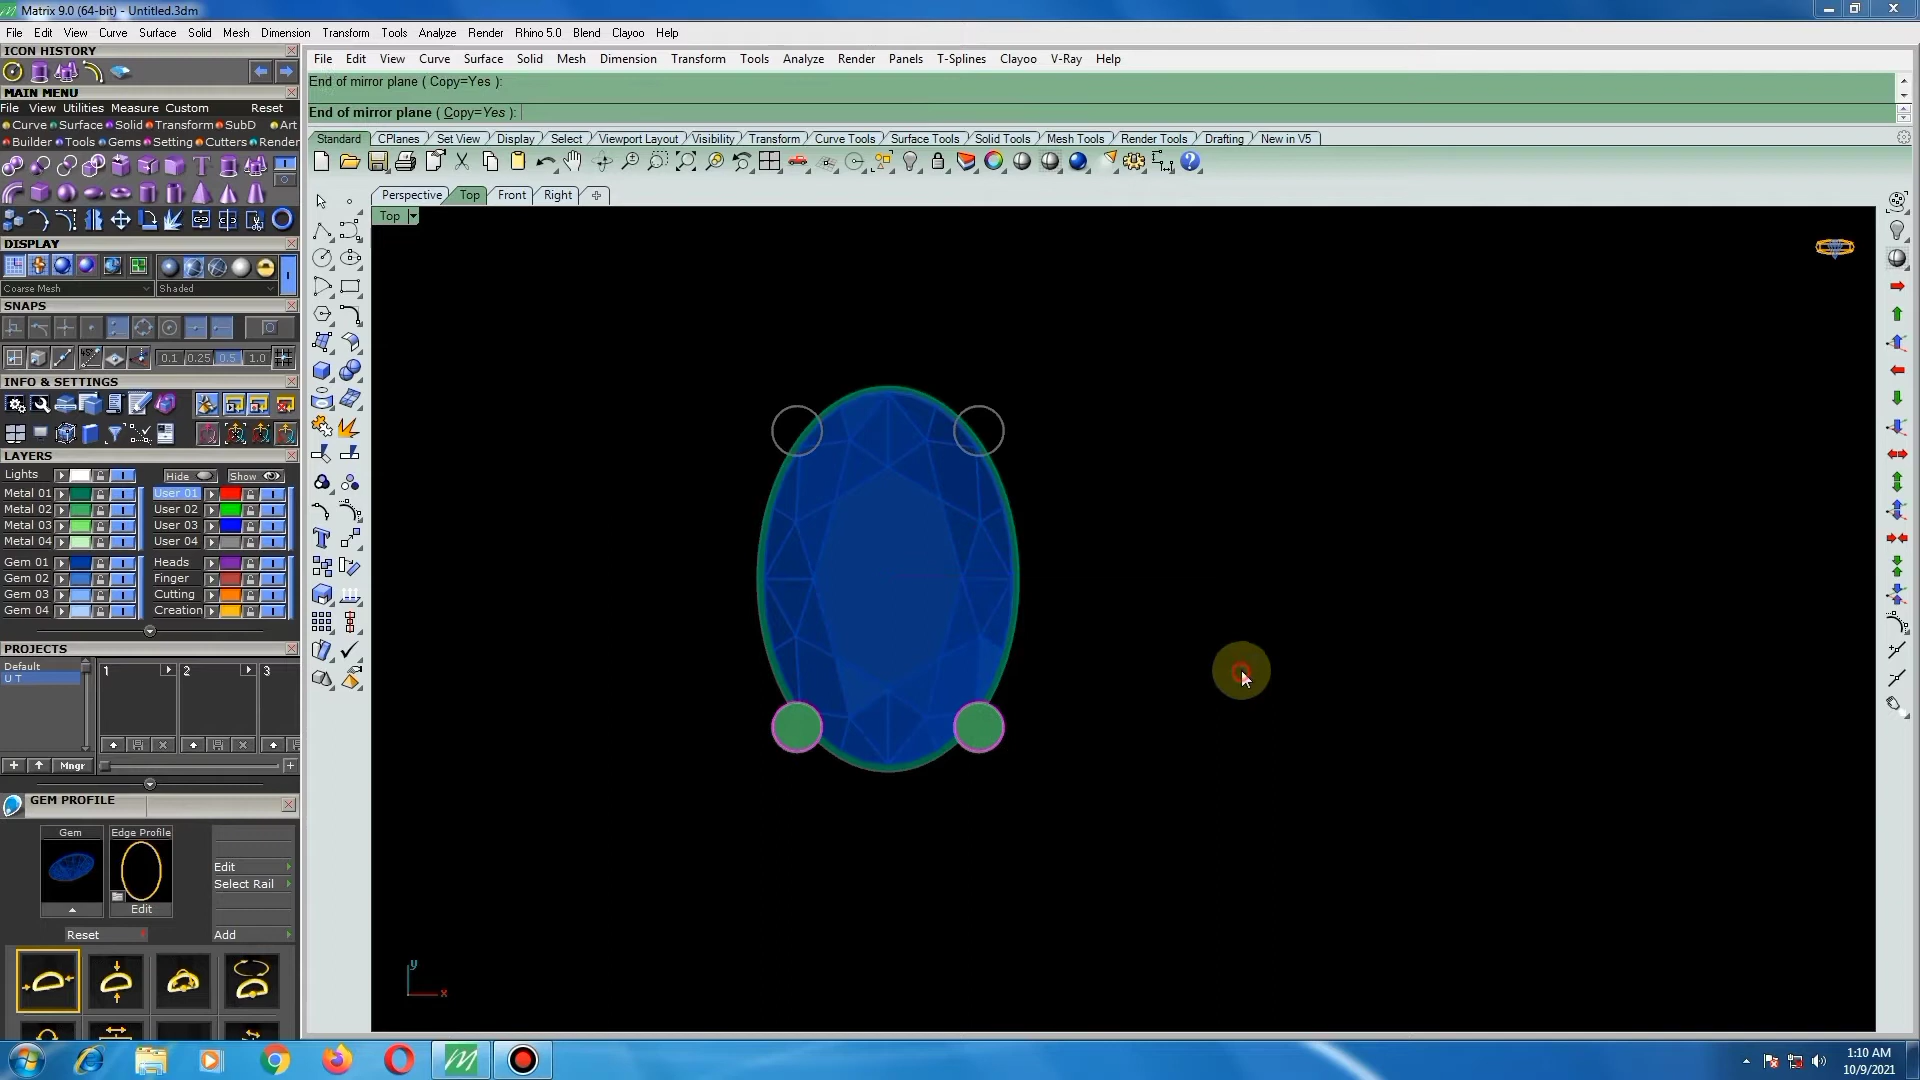 Matrix 9.0 (64-bit) - Untitled.3dm
File Edit View Curve Surface Solid Mesh Dimension Transform Tools Analyze Render Rhino 5.0 Blend Clayoo Help
ICON HISTORY
MAIN MENU
File View Utilities Measure Custom Reset
Curve Surface Solid Transform SubD Art
Builder Tools Gems Setting Cutters Render
DISPLAY
Coarse Mesh Shaded
SNAPS
0.1 0.25 0.5 1.0
INFO & SETTINGS
LAYERS
Lights Hide Show
Metal 01 User 01
Metal 02 User 02
Metal 03 User 03
Metal 04 User 04
Gem 01 Heads
Gem 02 Finger
Gem 03 Cutting
Gem 04 Creation
PROJECTS
Default
U T
1 2 3
+ Mngr +
GEM PROFILE
Gem Edge Profile
Edit
Select Rail
Edit
Reset Add
File Edit View Curve Surface Solid Mesh Dimension Transform Tools Analyze Render Panels T-Splines Clayoo V-Ray Help
End of mirror plane ( Copy=Yes ):
End of mirror plane ( Copy=Yes ):
Standard CPlanes Set View Display Select Viewport Layout Visibility Transform Curve Tools Surface Tools Solid Tools Mesh Tools Render Tools Drafting New in V5
Perspective Top Front Right
Top
y
x
1:10 AM
10/9/2021